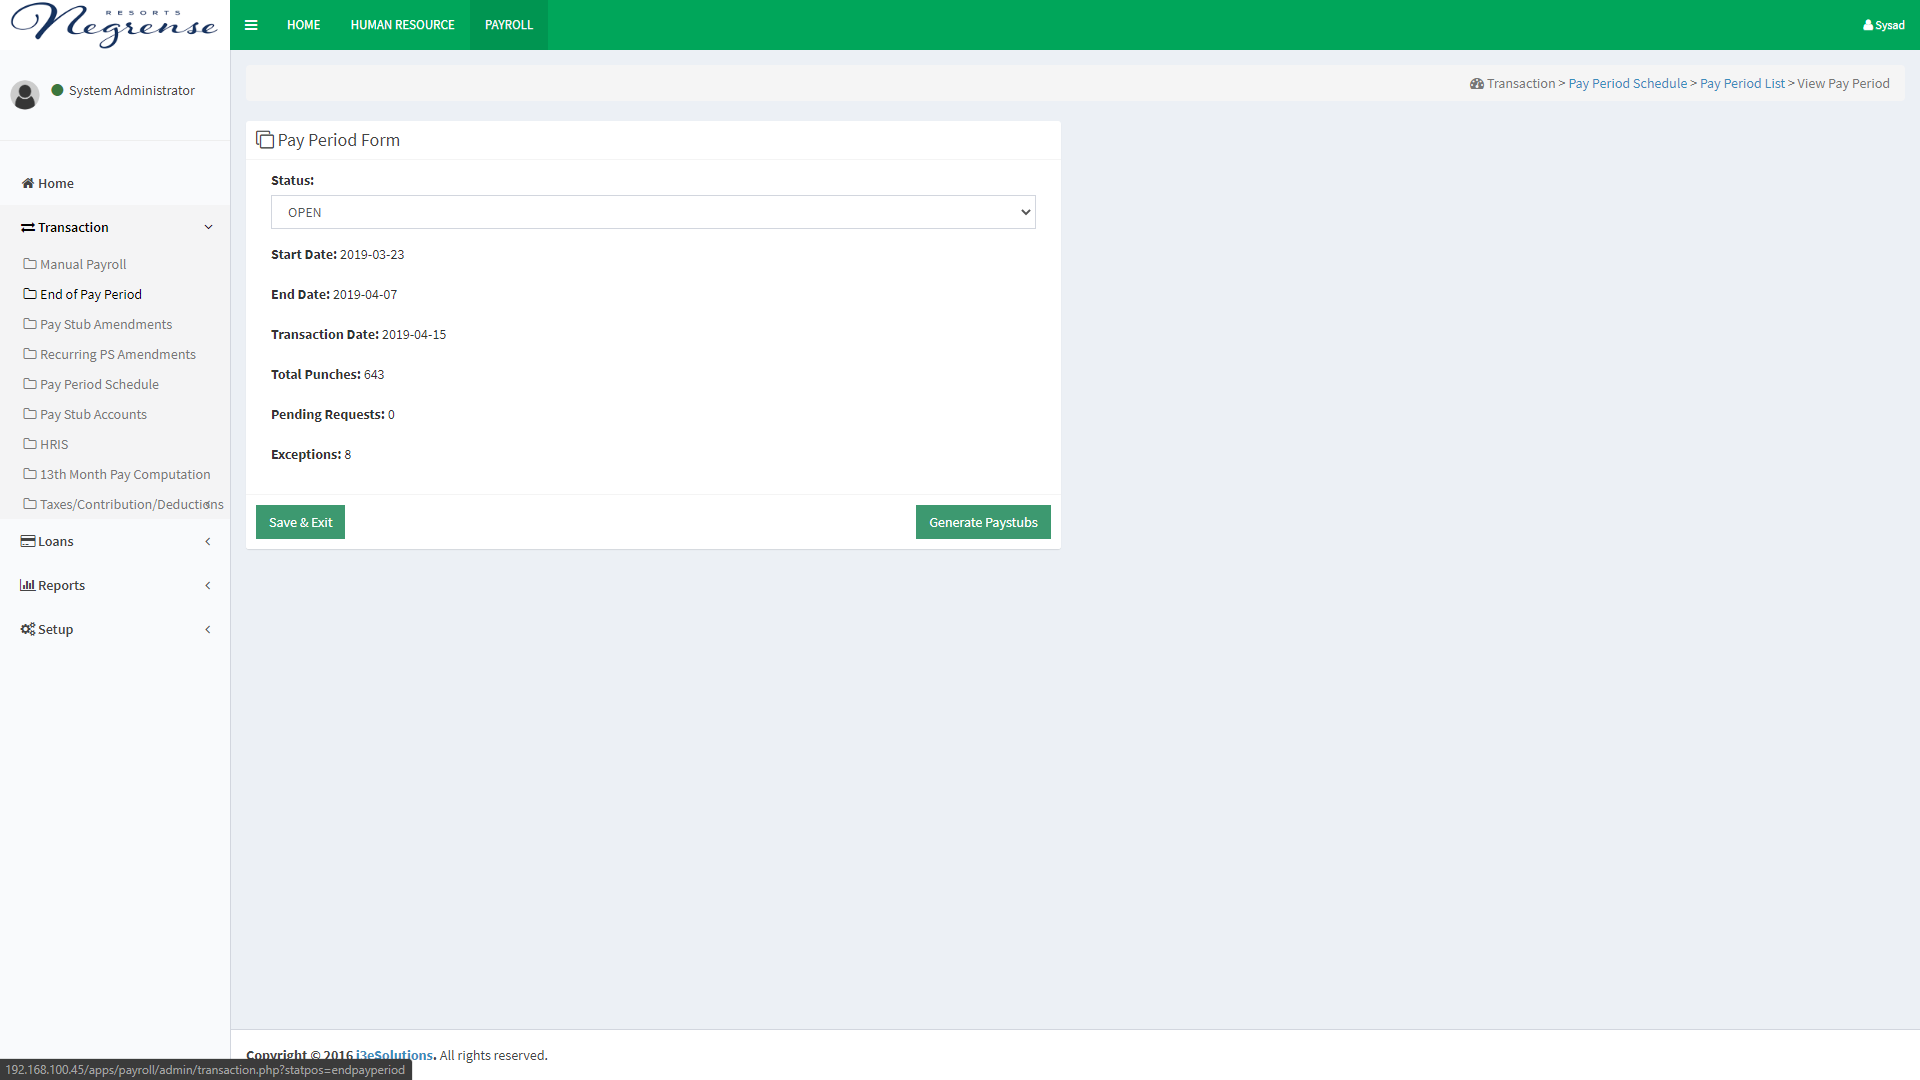 RESORTS
Negrense
HOME
HUMAN RESOURCE
PAYROLL
Sysad
System Administrator
Transaction > Pay Period Schedule > Pay Period List > View Pay Period
Home
Transaction
Manual Payroll
End of Pay Period
Pay Stub Amendments
Recurring PS Amendments
Pay Period Schedule
Pay Stub Accounts
HRIS
13th Month Pay Computation
Taxes/Contribution/Deductions
Loans
Reports
Setup
Pay Period Form
Status:
OPEN
Start Date: 2019-03-23
End Date: 2019-04-07
Transaction Date: 2019-04-15
Total Punches: 643
Pending Requests: 0
Exceptions: 8
Save & Exit
Generate Paystubs
Copyright © 2016 i3eSolutions. All rights reserved.
192.168.100.45/apps/payroll/admin/transaction.php?statpos=endpayperiod